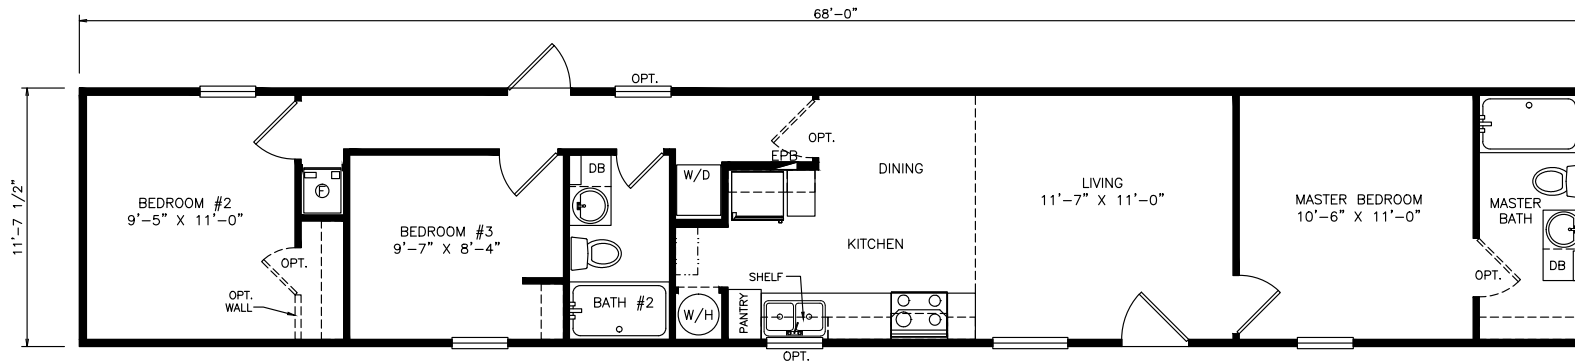 68'-0"
11'-7 1/2"
OPT.
OPT.
EPB
DB
W/D
F
DINING
LIVING
11'-7" X 11'-0"
BEDROOM #2
9'-5" X 11'-0"
MASTER BEDROOM
10'-6" X 11'-0"
MASTER
BATH
BEDROOM #3
9'-7" X 8'-4"
KITCHEN
OPT.
OPT.
DB
SHELF
OPT.
WALL
BATH #2
W/H
PANTRY
OPT.